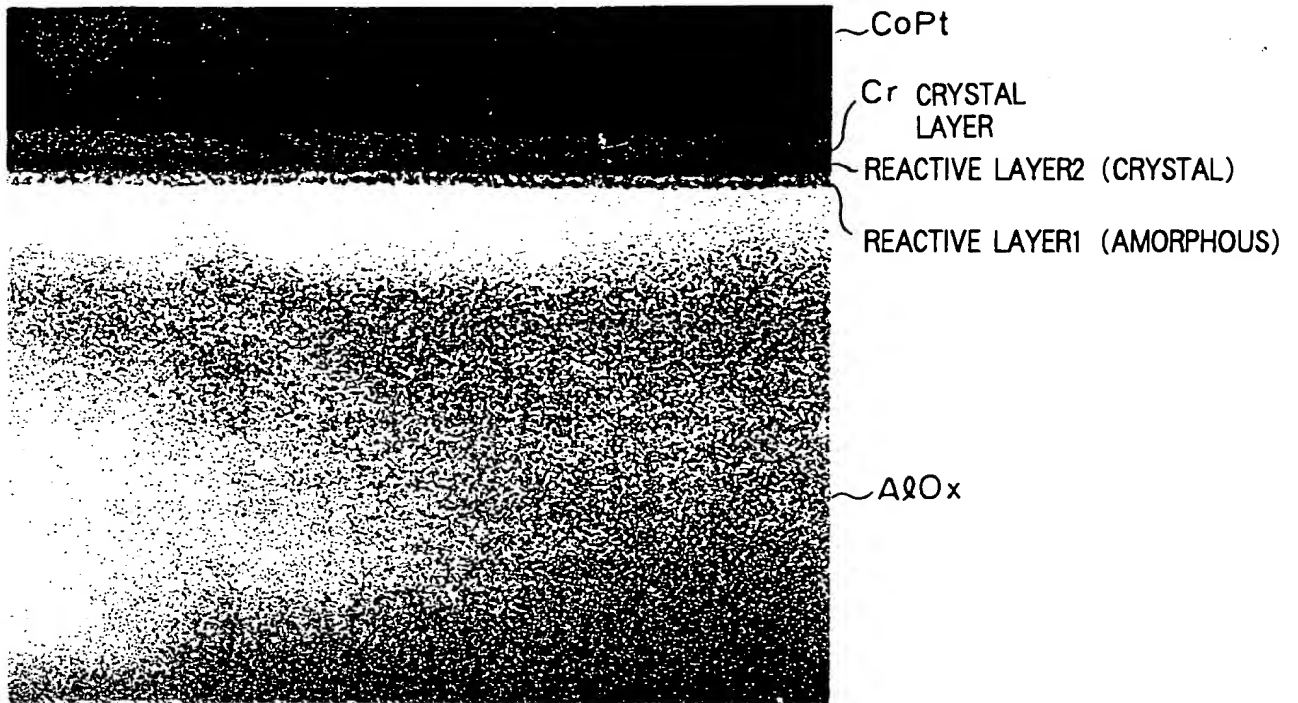 CoPt
Cr CRYSTAL
LAYER
REACTIVE LAYER2 (CRYSTAL)
REACTIVE LAYER1 (AMORPHOUS)
AlOx